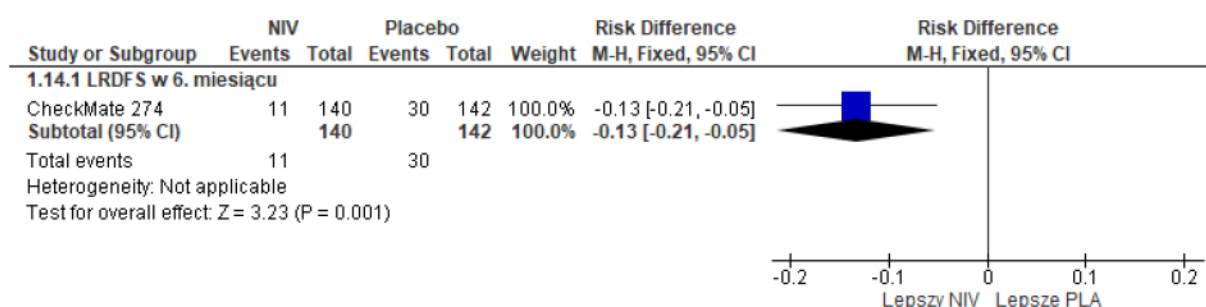 NIV Placebo Risk Difference Risk Difference
Study or Subgroup Events Total Events Total Weight M-H, Fixed, 95% CI M-H, Fixed, 95% CI
1.14.1 LRDFS w 6. miesiącu
CheckMate 274 11 140 30 142 100.0% -0.13 [-0.21, -0.05]
Subtotal (95% CI) 140 142 100.0% -0.13 [-0.21, -0.05]
Total events 11 30
Heterogeneity: Not applicable
Test for overall effect: Z = 3.23 (P = 0.001)
-0.2 -0.1 0 0.1 0.2
Lepszy NIV Lepsze PLA